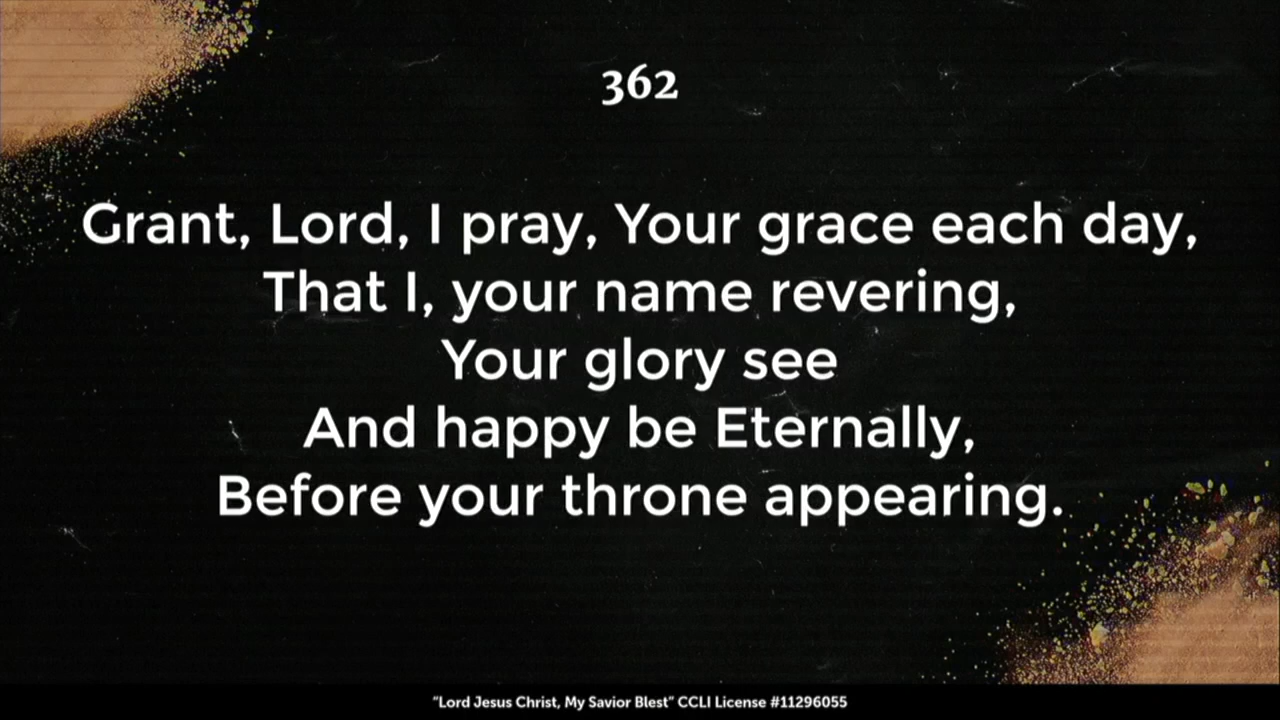 362
Grant, Lord, I pray, Your grace each day,
That I, your name revering,
Your glory see
And happy be Eternally,
Before your throne appearing.
“Lord Jesus Christ, My Savior Blest” CCLI License #11296055